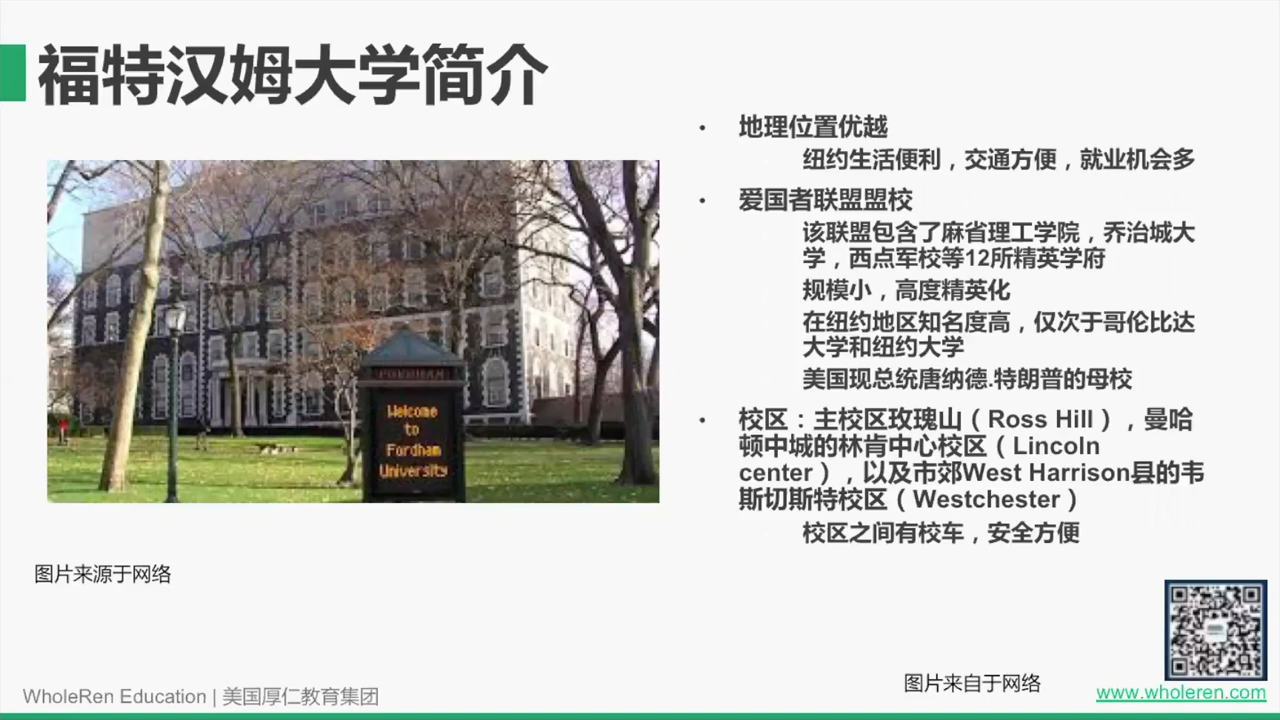 福特汉姆大学简介
• 地理位置优越
纽约生活便利，交通方便，就业机会多
• 爱国者联盟盟校
该联盟包含了麻省理工学院，乔治城大
学，西点军校等12所精英学府
规模小，高度精英化
在纽约地区知名度高，仅次于哥伦比达
大学和纽约大学
美国现总统唐纳德.特朗普的母校
• 校区：主校区玫瑰山（Ross Hill），曼哈
顿中城的林肯中心校区（Lincoln
center），以及市郊West Harrison县的韦
斯切斯特校区（Westchester）
校区之间有校车，安全方便
FORDHAM
Welcome
to
Fordham
University
图片来源于网络
图片来自于网络
WholeRen Education | 美国厚仁教育集团
www.wholeren.com